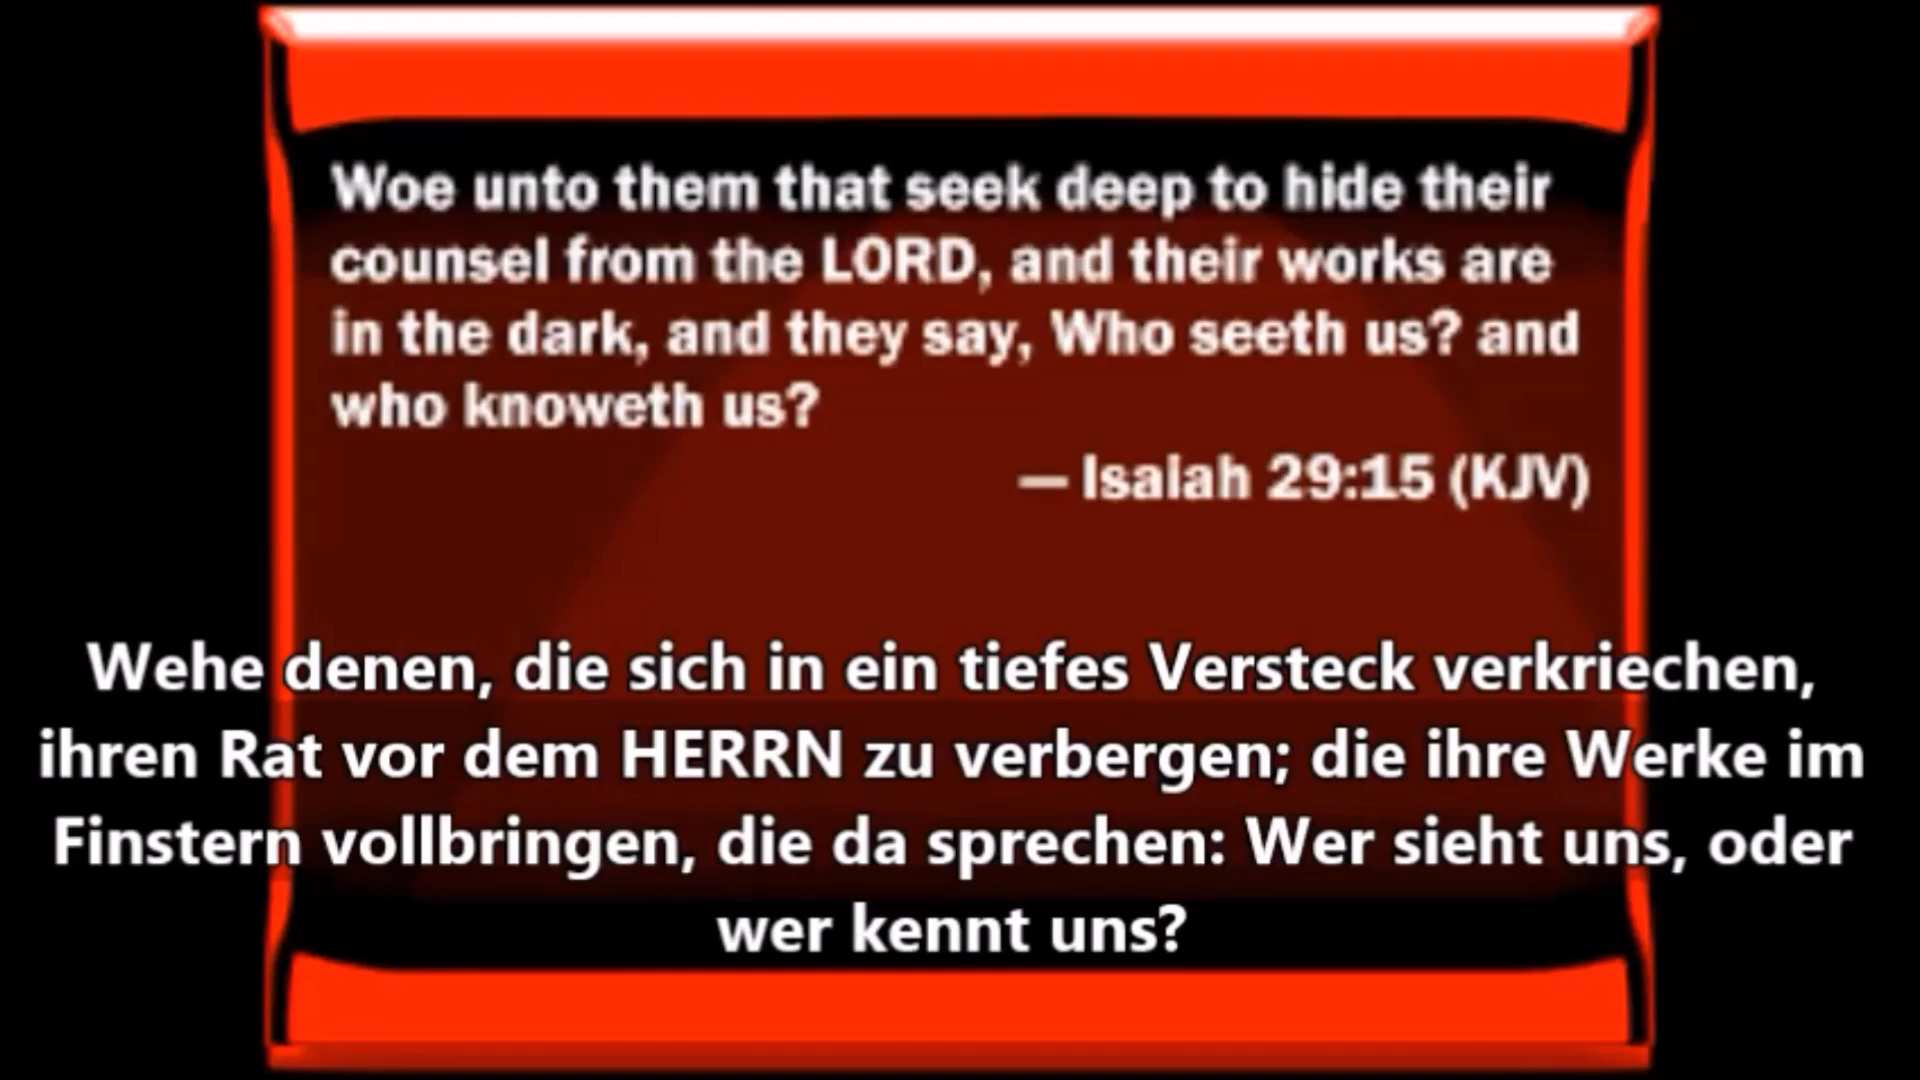 Woe unto them that seek deep to hide their
counsel from the LORD, and their works are
in the dark, and they say, Who seeth us? and
who knoweth us?
— Isaiah 29:15 (KJV)
Wehe denen, die sich in ein tiefes Versteck verkriechen,
ihren Rat vor dem HERRN zu verbergen; die ihre Werke im
Finstern vollbringen, die da sprechen: Wer sieht uns, oder
wer kennt uns?